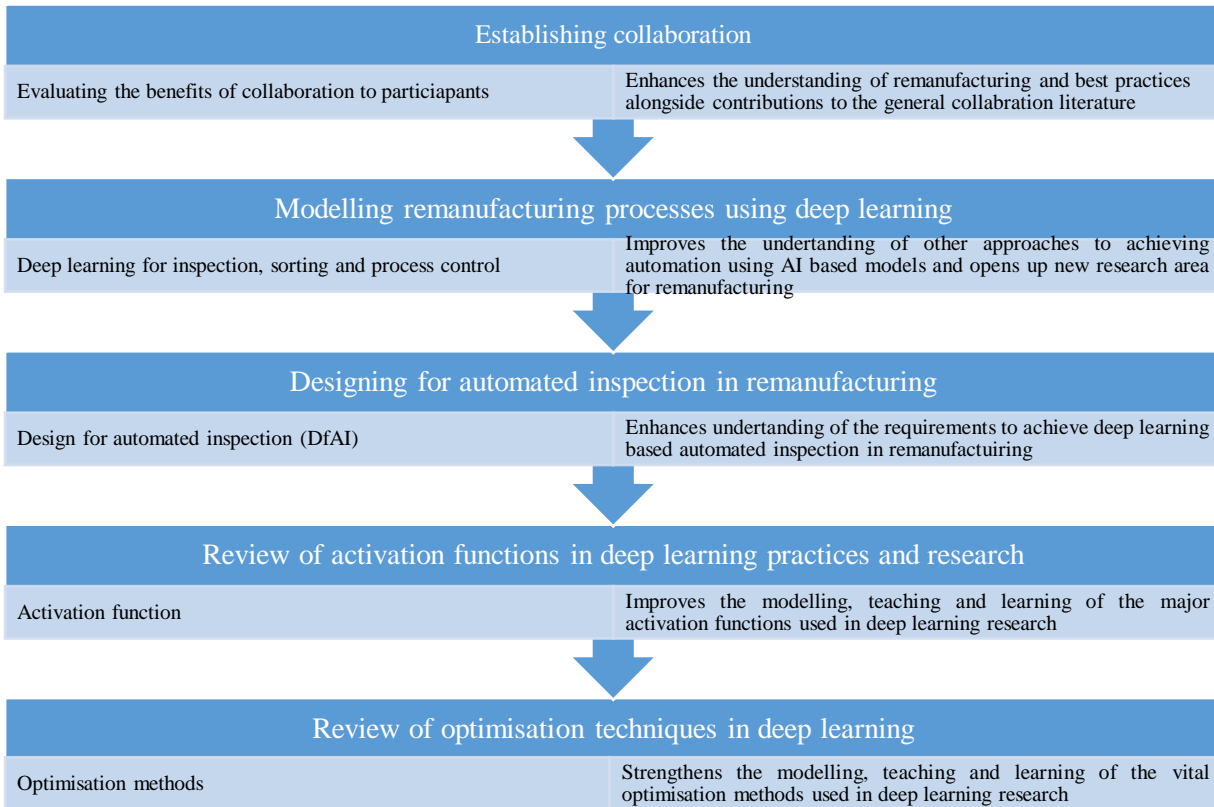 Establishing collaboration
Evaluating the benefits of collaboration to particiapants
Enhances the understanding of remanufacturing and best practices
alongside contributions to the general collabration literature
Modelling remanufacturing processes using deep learning
Deep learning for inspection, sorting and process control
Improves the undertanding of other approaches to achieving
automation using AI based models and opens up new research area
for remanufacturing
Designing for automated inspection in remanufacturing
Design for automated inspection (DfAI)
Enhances undertanding of the requirements to achieve deep learning
based automated inspection in remanufactuiring
Review of activation functions in deep learning practices and research
Activation function
Improves the modelling, teaching and learning of the major
activation functions used in deep learning research
Review of optimisation techniques in deep learning
Optimisation methods
Strengthens the modelling, teaching and learning of the vital
optimisation methods used in deep learning research